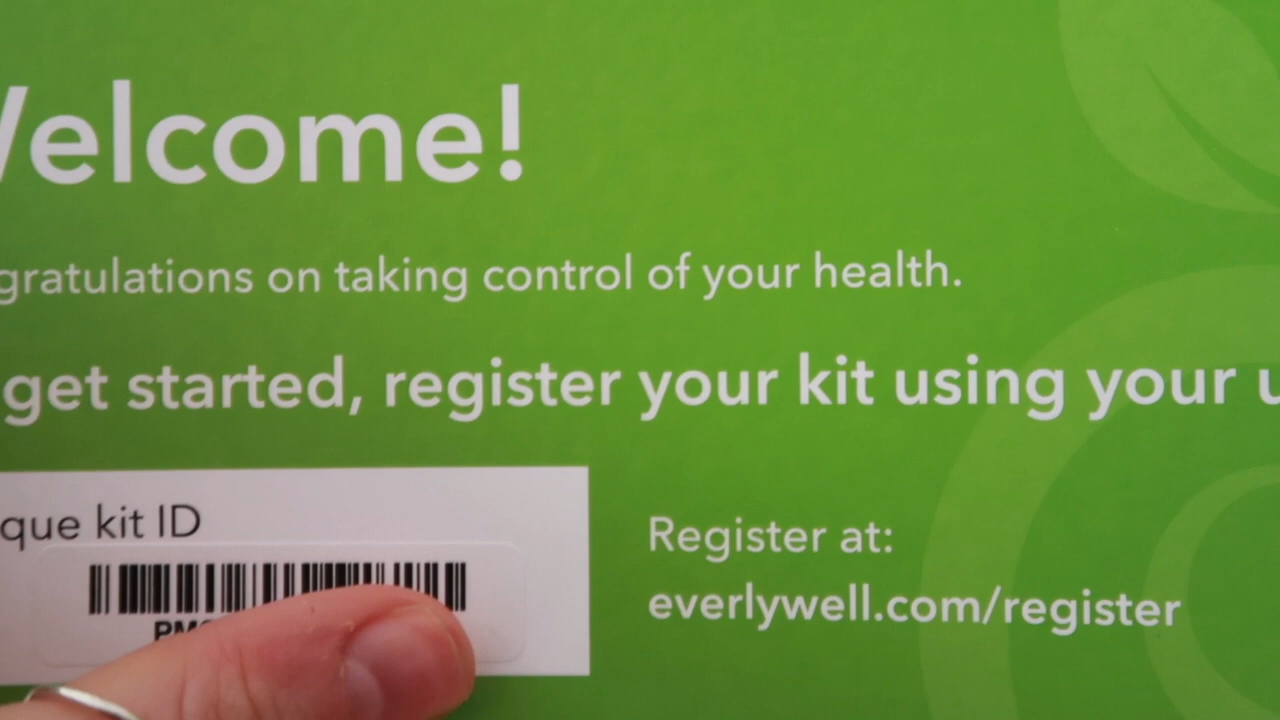 Welcome!
gratulations on taking control of your health.
get started, register your kit using your
que kit ID
Register at:
everlywell.com/register